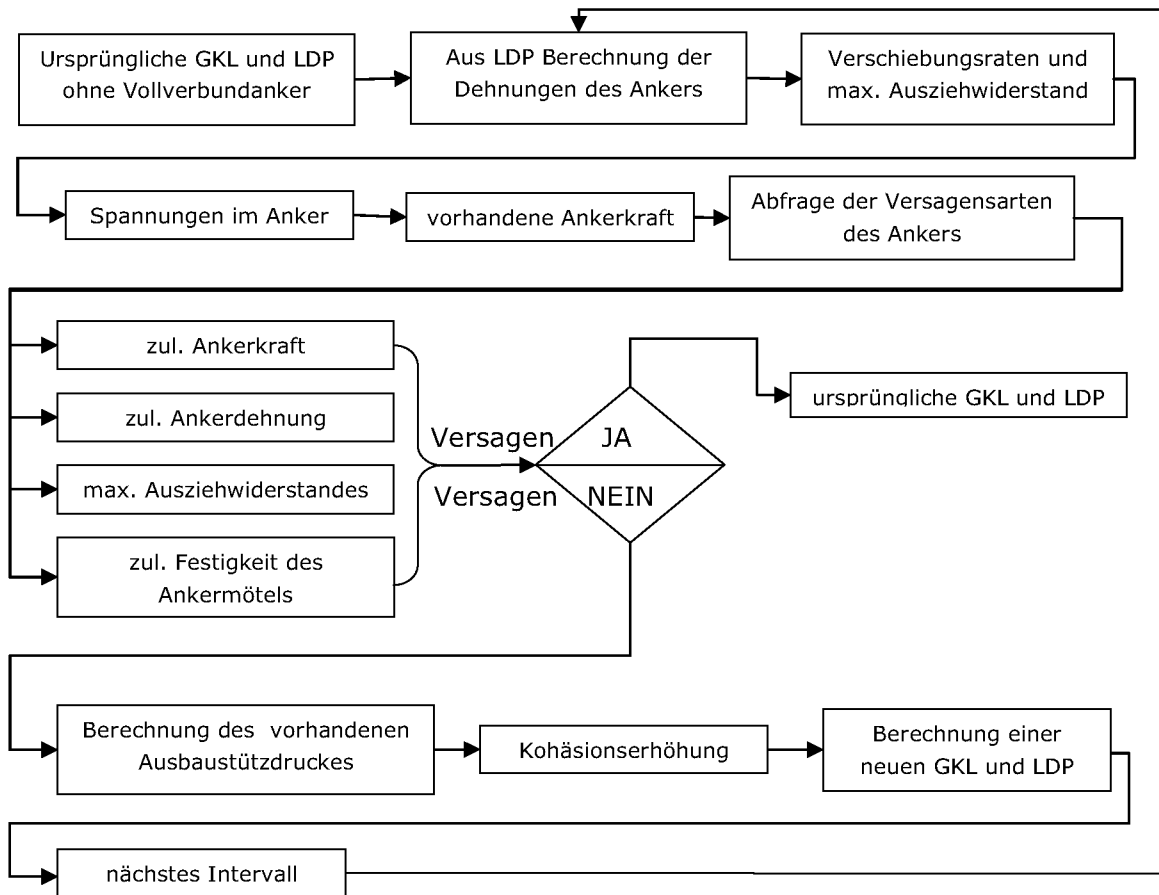 Ursprüngliche GKL und LDP
ohne Vollverbundanker
Aus LDP Berechnung der
Dehnungen des Ankers
Verschiebungsraten und
max. Ausziehwiderstand
Spannungen im Anker
vorhandene Ankerkraft
Abfrage der Versagensarten
des Ankers
zul. Ankerkraft
zul. Ankerdehnung
max. Ausziehwiderstandes
zul. Festigkeit des
Ankermötels
Versagen
Versagen
JA
NEIN
ursprüngliche GKL und LDP
Berechnung des vorhandenen
Ausbaustützdruckes
Kohäsionserhöhung
Berechnung einer
neuen GKL und LDP
nächstes Intervall